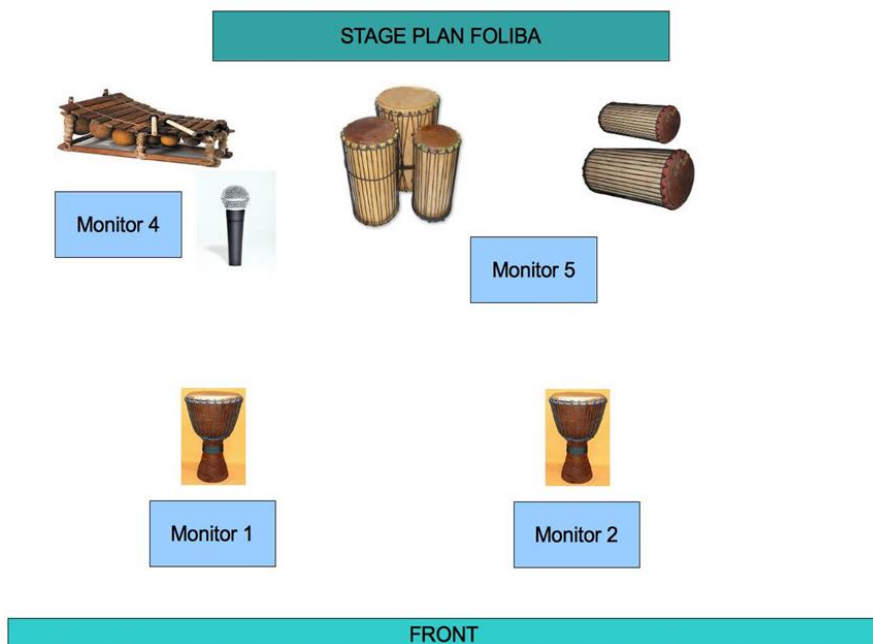 STAGE PLAN FOLIBA
Monitor 4
Monitor 5
Monitor 1
Monitor 2
FRONT